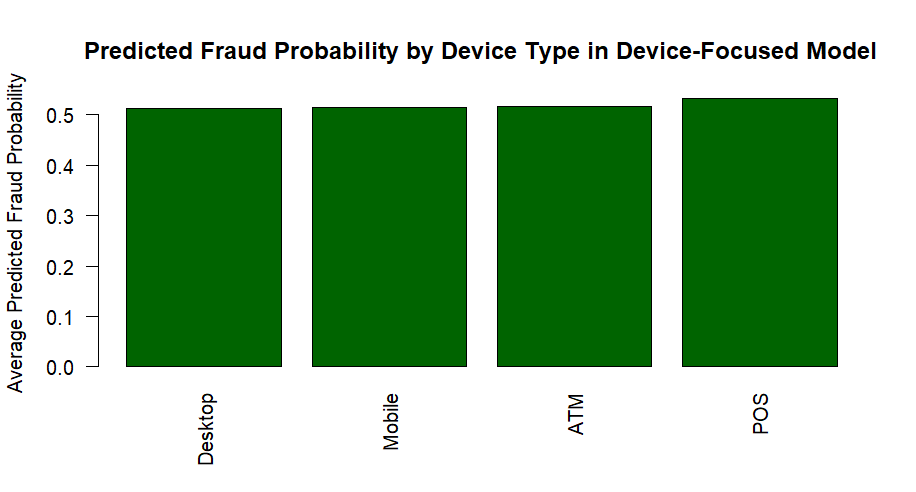 Predicted Fraud Probability by Device Type in Device-Focused Model
Average Predicted Fraud Probability
0.5
0.4
0.3
0.2
0.1
0.0
Desktop
Mobile
ATM
POS